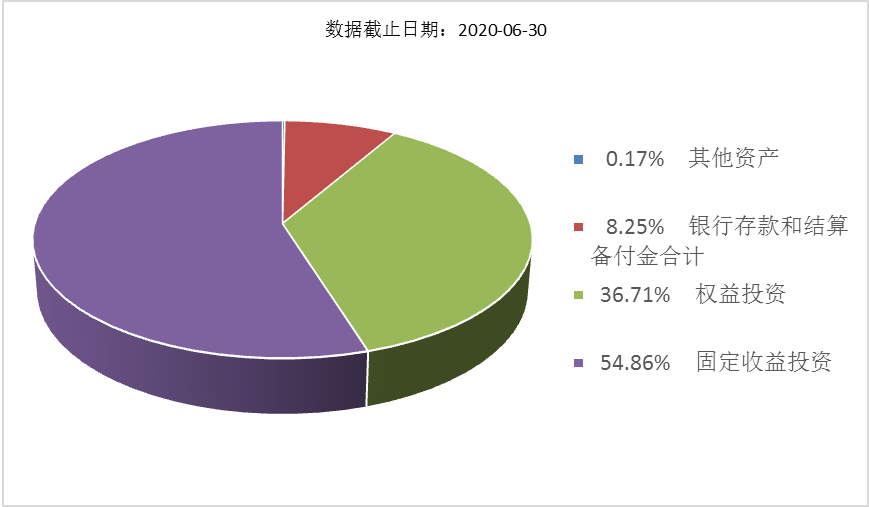 数据截止日期：2020-06-30
0.17% 其他资产
8.25% 银行存款和结算
备付金合计
36.71% 权益投资
54.86% 固定收益投资